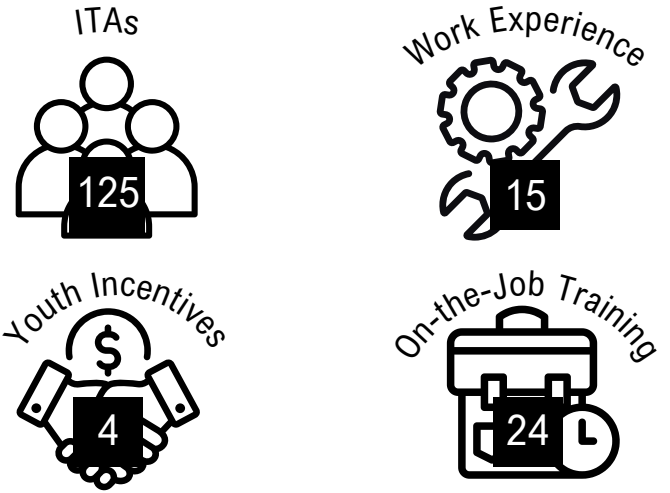 ITAs
125
Work Experience
15
Youth Incentives
$
4
On-the-Job Training
24